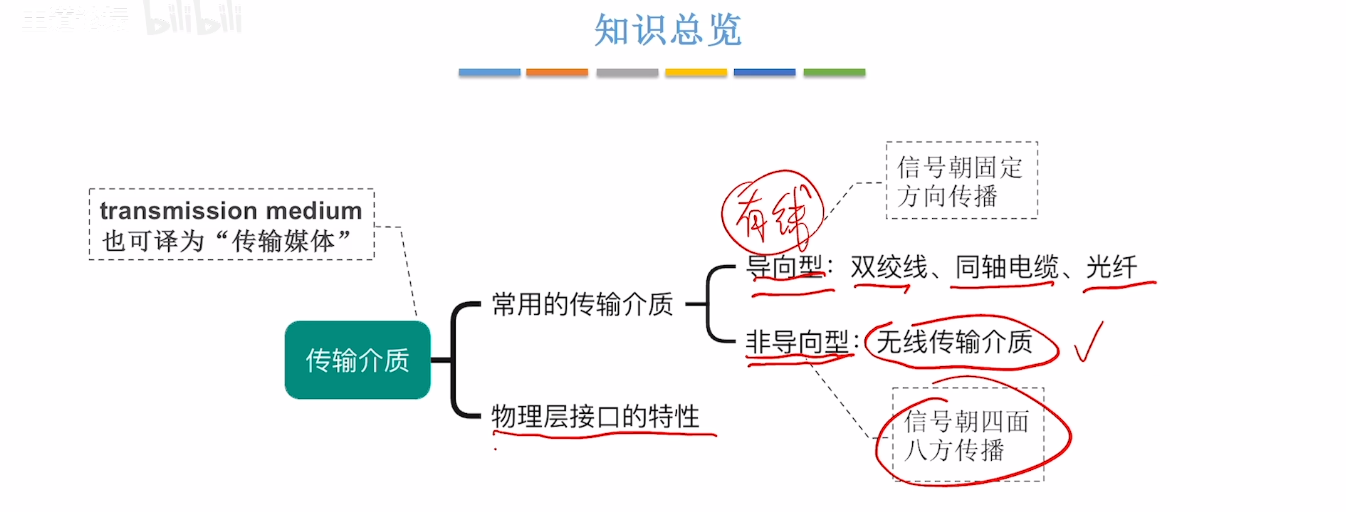 bilibili
知识总览
信号朝固定
方向传播
transmission medium
也可译为“传输媒体”
有线
导向型：双绞线、同轴电缆、光纤
常用的传输介质
非导向型：无线传输介质
传输介质
物理层接口的特性
信号朝四面
八方传播